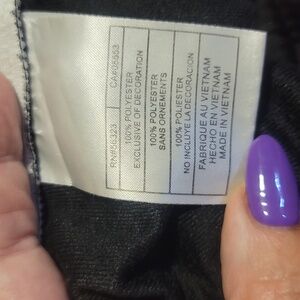 RN#56323 CA#05553
100% POLYESTER
EXCLUSIVE OF DECORATION
100% POLYESTER
SANS ORNEMENTS
100% POLIESTER
NO INCLUYE LA DECORACION
FABRIQUE AU VIETNAM
HECHO EN VIETNAM
MADE IN VIETNAM